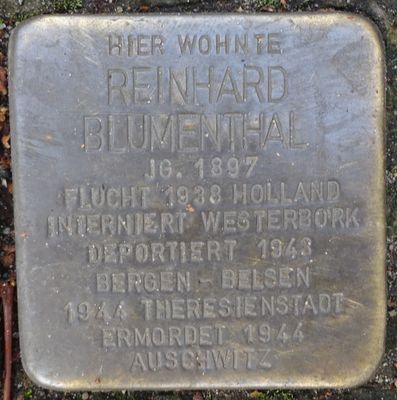 HIER WOHNTE
REINHARD
BLUMENTHAL
JG. 1897
FLUCHT 1938 HOLLAND
INTERNIERT WESTERBORK
DEPORTIERT 1943
BERGEN-BELSEN
1944 THERESIENSTADT
ERMORDET 1944
AUSCHWITZ